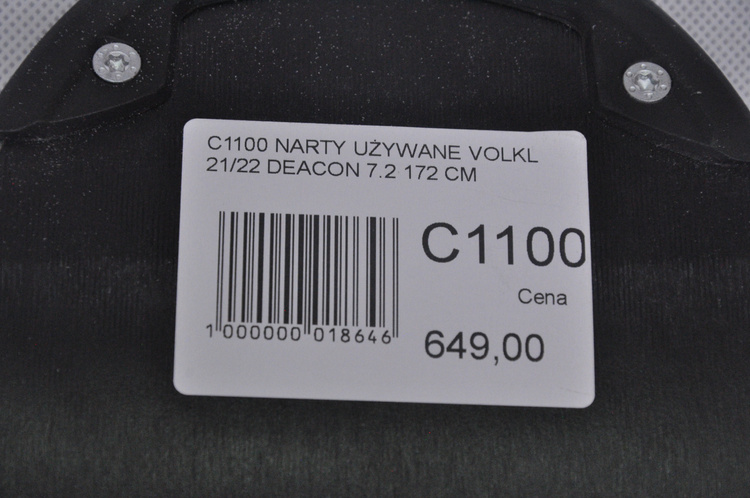 C1100 NARTY UŻYWANE VOLKL
21/22 DEACON 7.2 172 CM
C1100
Cena
1 000000 018646
649,00